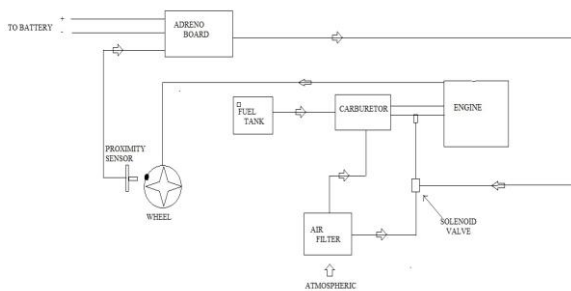 TO BATTERY
+
-
ADRENO
BOARD
FUEL
TANK
CARBURETOR
ENGINE
PROXIMITY
SENSOR
WHEEL
AIR
FILTER
SOLENOID
VALVE
ATMOSPHERIC